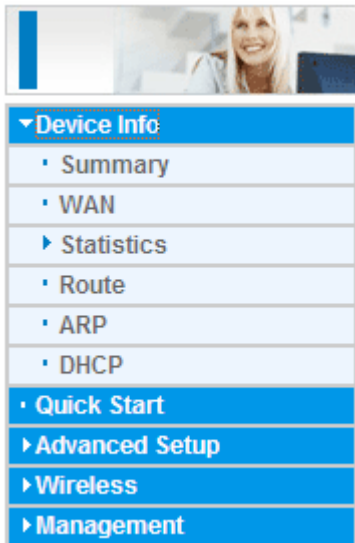 Device Info
Summary
WAN
Statistics
Route
ARP
DHCP
Quick Start
Advanced Setup
Wireless
Management